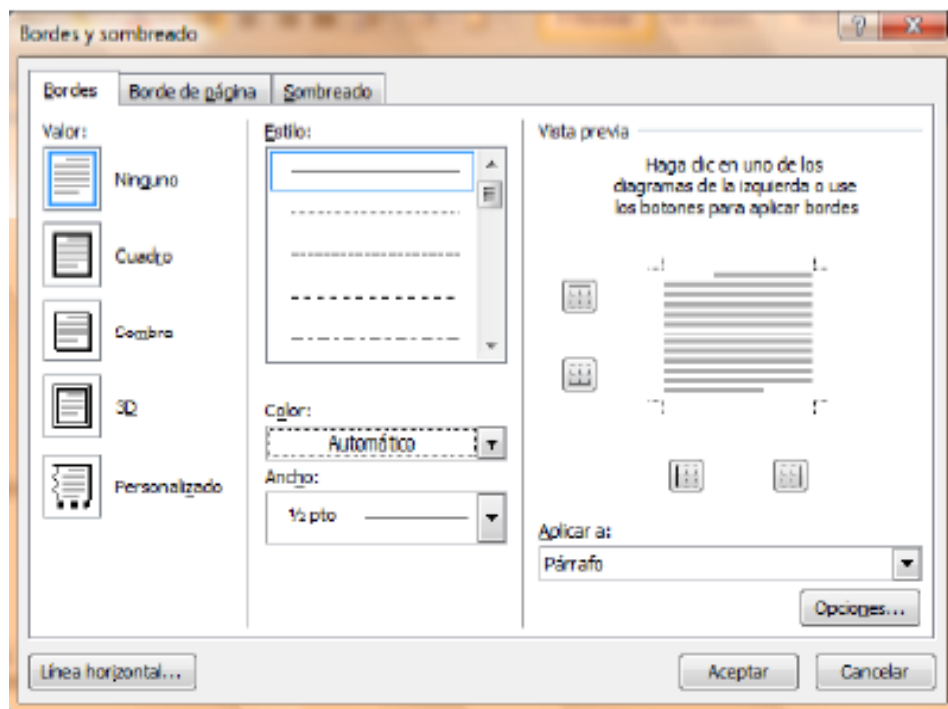 Bordes y sombreado
Bordes
Borde de página
Sombreado
Valor:
Ninguno
Cuadro
Sombra
3D
Personalizado
Estilo:
Color:
Automático
Ancho:
½ pto
Vista previa
Haga clic en uno de los
diagramas de la izquierda o use
los botones para aplicar bordes
Aplicar a:
Párrafo
Opciones...
Línea horizontal...
Aceptar
Cancelar